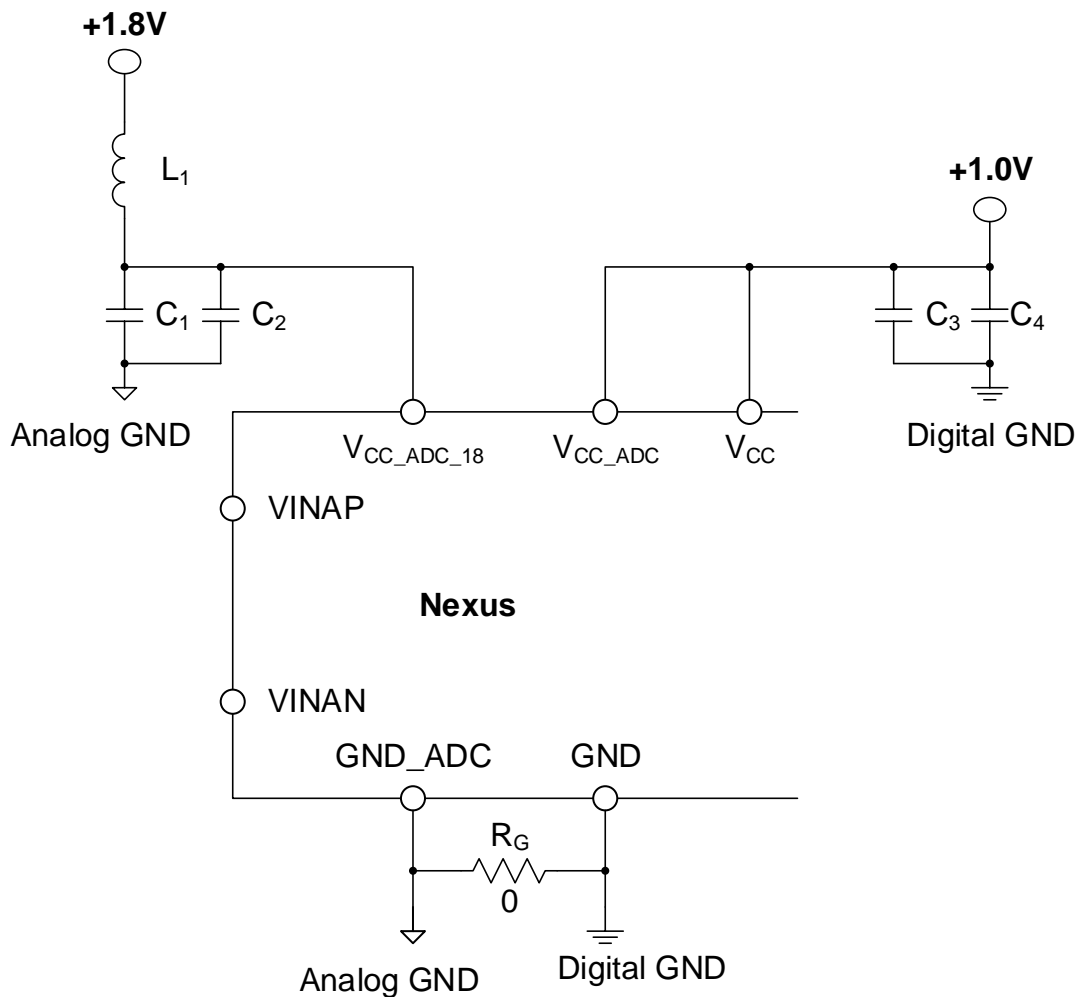 +1.8V
L1
+1.0V
C1
C2
C3
C4
Analog GND
Digital GND
VCC_ADC_18
VCC_ADC
VCC
VINAP
Nexus
VINAN
GND_ADC
GND
RG
0
Analog GND
Digital GND